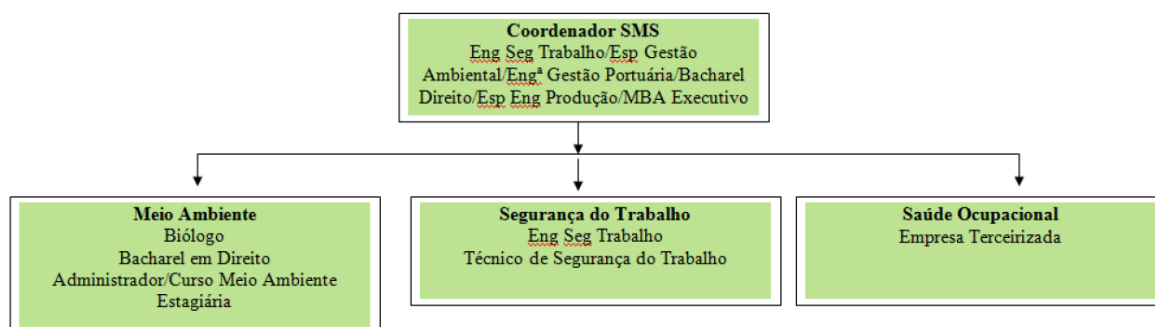 Coordenador SMS
Eng Seg Trabalho/Esp Gestão
Ambiental/Engª Gestão Portuária/Bacharel
Direito/Esp Eng Produção/MBA Executivo
Meio Ambiente
Biólogo
Bacharel em Direito
Administrador/Curso Meio Ambiente
Estagiária
Segurança do Trabalho
Eng Seg Trabalho
Técnico de Segurança do Trabalho
Saúde Ocupacional
Empresa Terceirizada